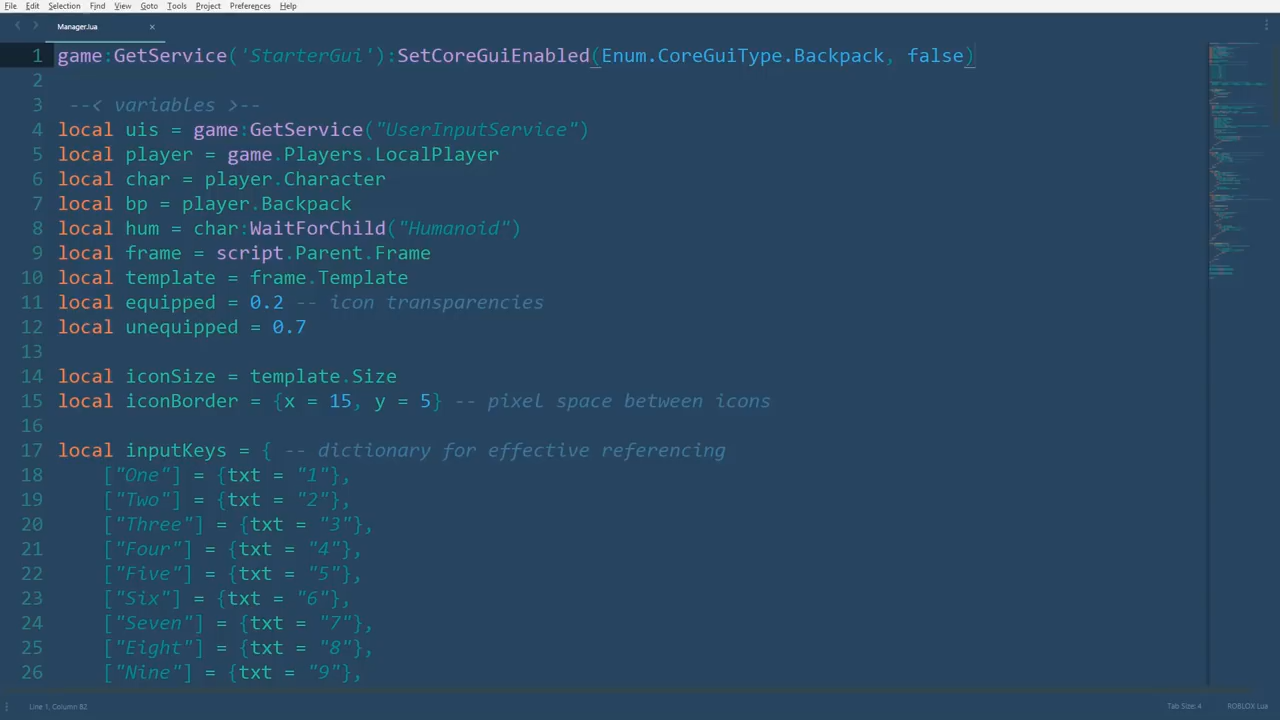 File Edit Selection Find View Goto Tools Project Preferences Help
Manager.lua ×
1 game:GetService('StarterGui'):SetCoreGuiEnabled(Enum.CoreGuiType.Backpack, false)
2
3 --< variables >--
4 local uis = game:GetService("UserInputService")
5 local player = game.Players.LocalPlayer
6 local char = player.Character
7 local bp = player.Backpack
8 local hum = char:WaitForChild("Humanoid")
9 local frame = script.Parent.Frame
10 local template = frame.Template
11 local equipped = 0.2 -- icon transparencies
12 local unequipped = 0.7
13
14 local iconSize = template.Size
15 local iconBorder = {x = 15, y = 5} -- pixel space between icons
16
17 local inputKeys = { -- dictionary for effective referencing
18 ["One"] = {txt = "1"},
19 ["Two"] = {txt = "2"},
20 ["Three"] = {txt = "3"},
21 ["Four"] = {txt = "4"},
22 ["Five"] = {txt = "5"},
23 ["Six"] = {txt = "6"},
24 ["Seven"] = {txt = "7"},
25 ["Eight"] = {txt = "8"},
26 ["Nine"] = {txt = "9"},
Line 1, Column 82 Tab Size: 4 ROBLOX Lua